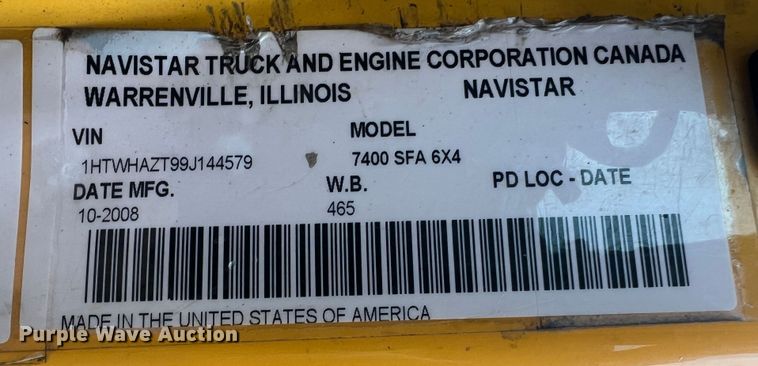 NAVISTAR TRUCK AND ENGINE CORPORATION CANADA
WARRENVILLE, ILLINOIS NAVISTAR
VIN MODEL
1HTWHAZT99J144579 7400 SFA 6X4
DATE MFG. W.B. PD LOC - DATE
10-2008 465
MADE IN THE UNITED STATES OF AMERICA
Purple Wave Auction